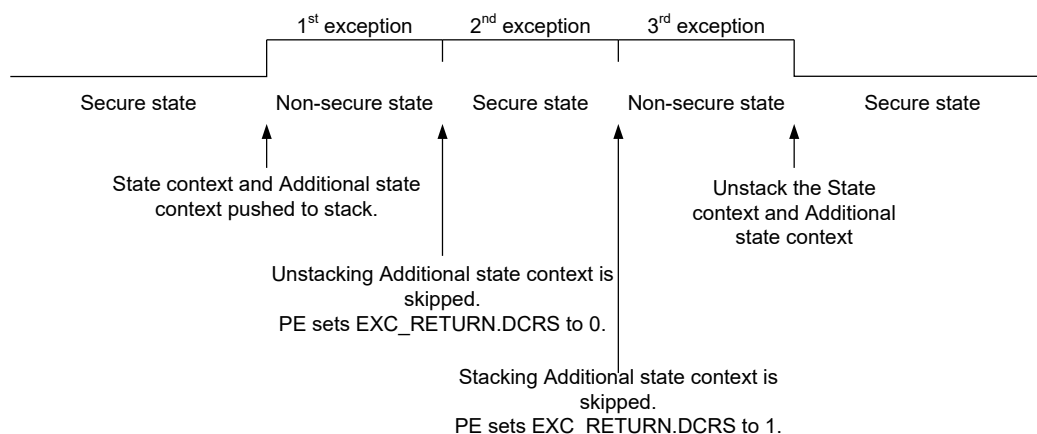 1st exception 2nd exception 3rd exception
Secure state Non-secure state Secure state Non-secure state Secure state
State context and Additional state
context pushed to stack.
Unstack the State
context and Additional
state context
Unstacking Additional state context is
skipped.
PE sets EXC_RETURN.DCRS to 0.
Stacking Additional state context is
skipped.
PE sets EXC_RETURN.DCRS to 1.